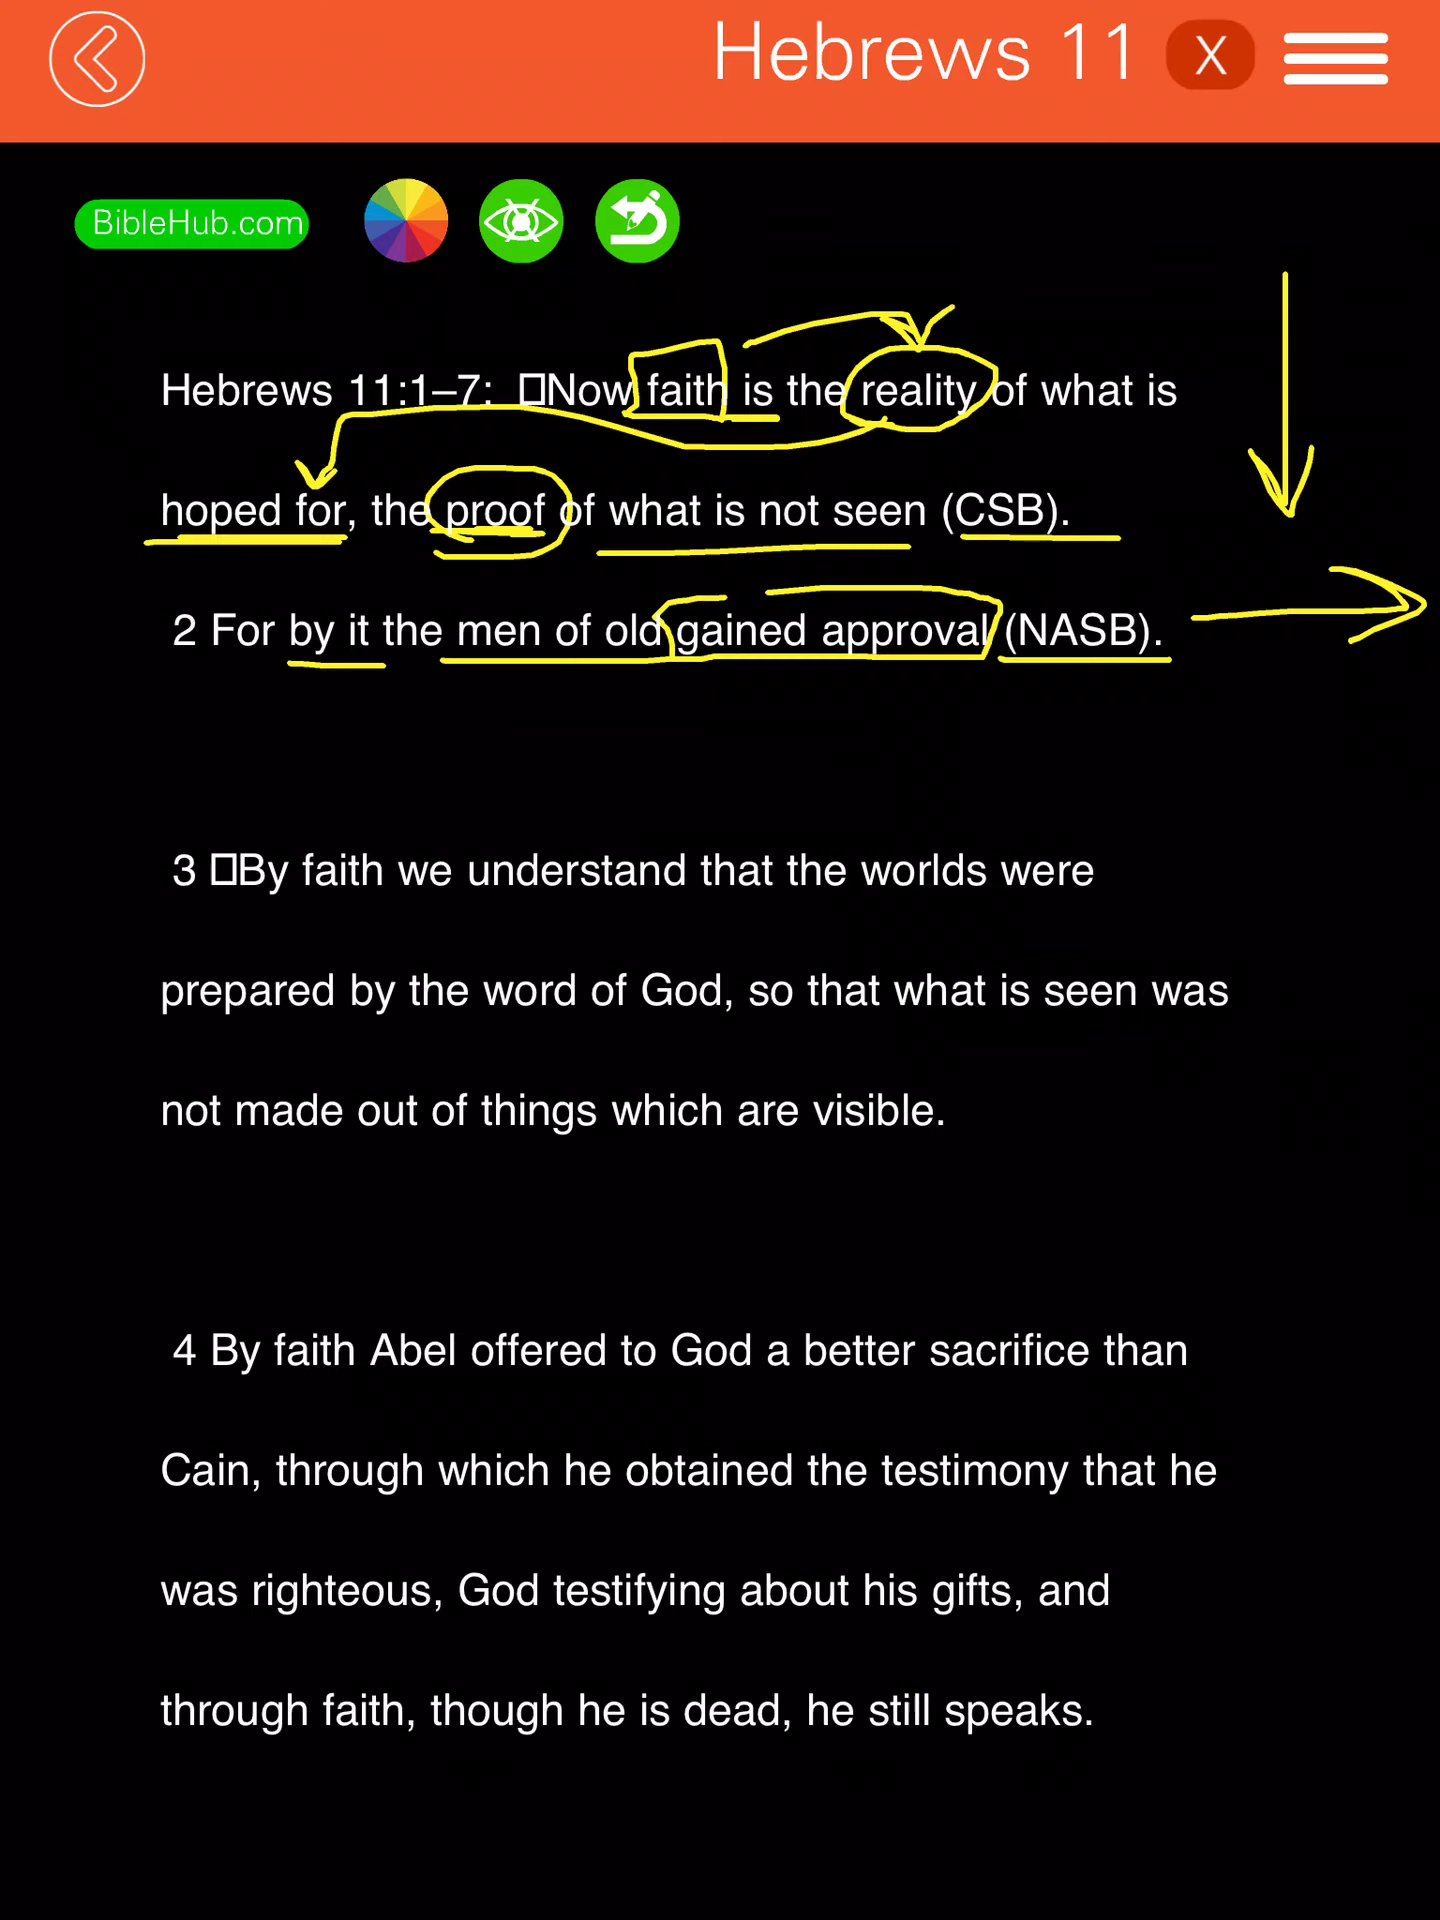 Hebrews 11 X
BibleHub.com
Hebrews 11:1–7: Now faith is the reality of what is
hoped for, the proof of what is not seen (CSB).
2 For by it the men of old gained approval (NASB).
3 By faith we understand that the worlds were
prepared by the word of God, so that what is seen was
not made out of things which are visible.
4 By faith Abel offered to God a better sacrifice than
Cain, through which he obtained the testimony that he
was righteous, God testifying about his gifts, and
through faith, though he is dead, he still speaks.